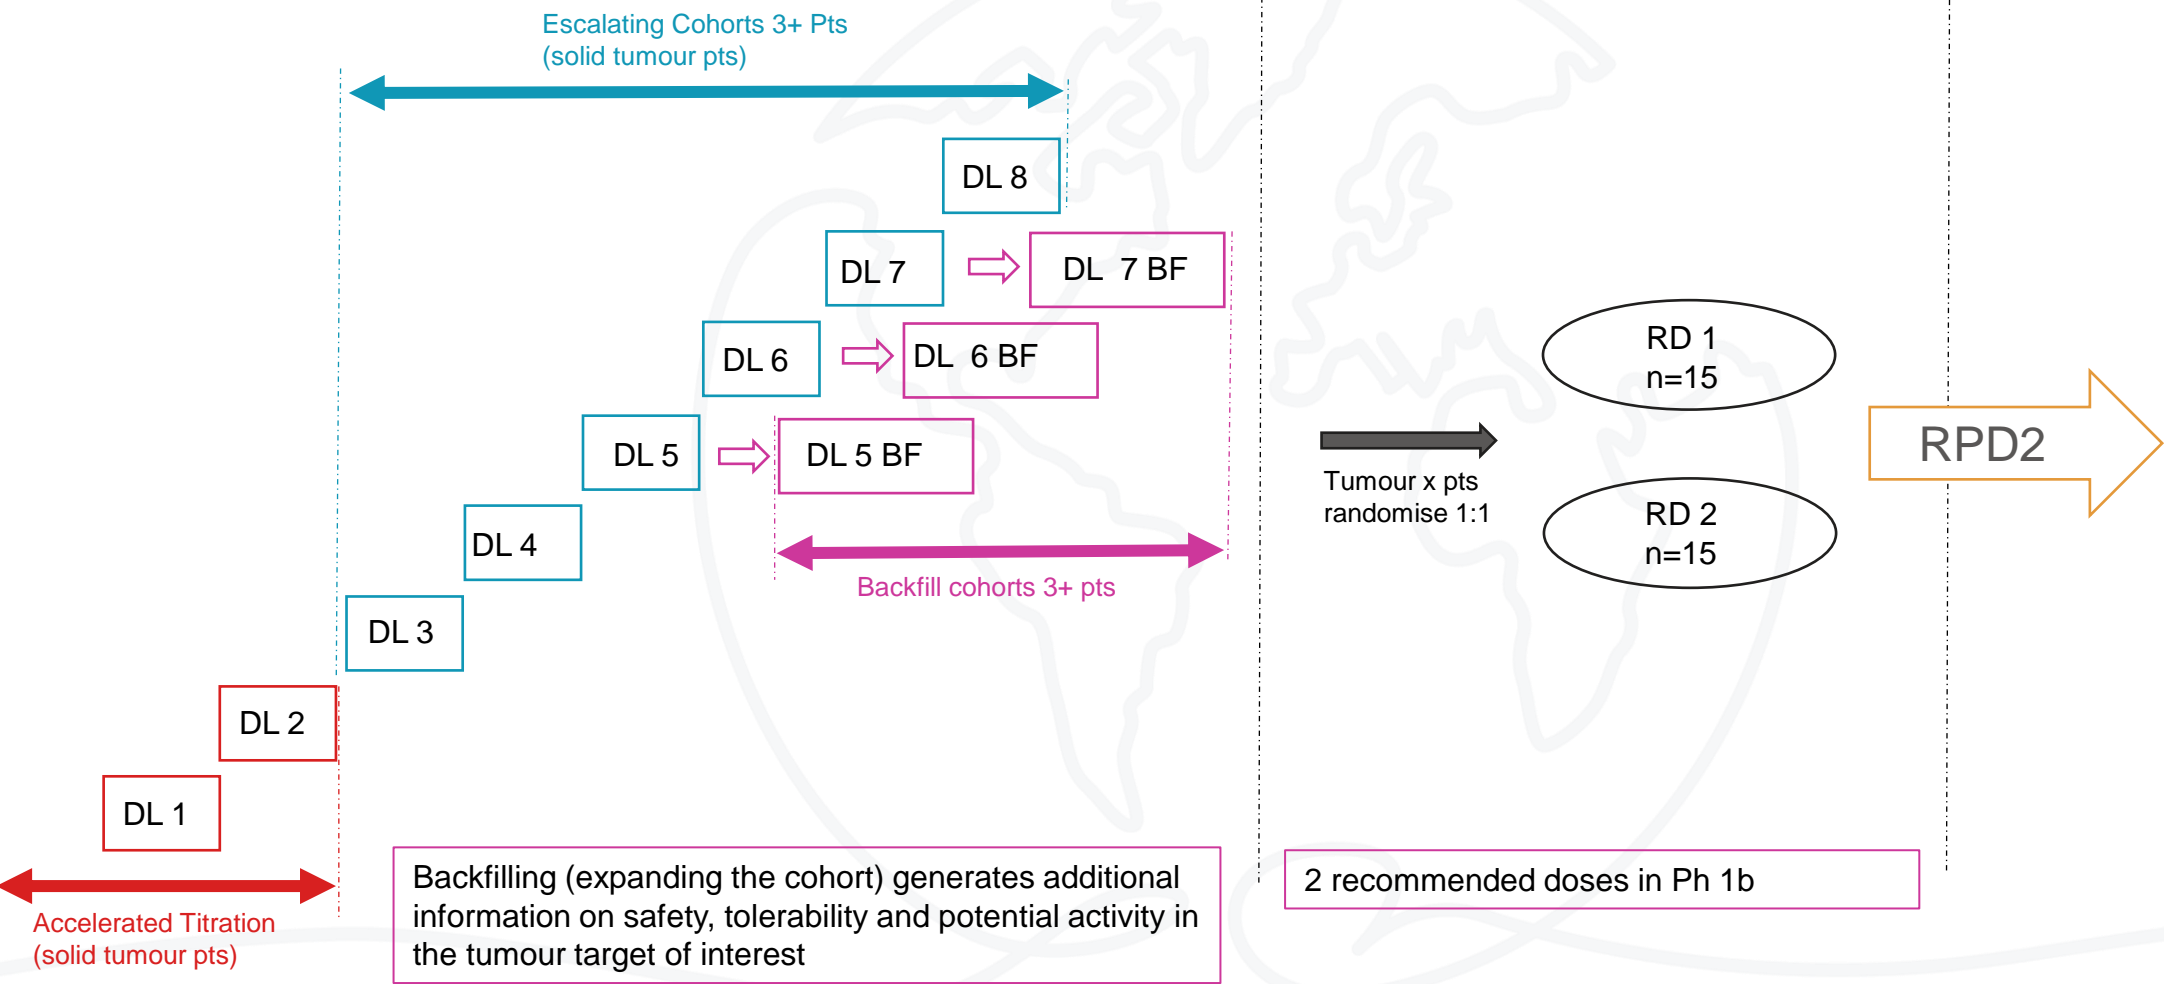 Escalating Cohorts 3+ Pts
(solid tumour pts)
DL 8
DL 7
DL  7 BF
DL 6
DL  6 BF
DL 5
DL 5 BF
DL 4
Backfill cohorts 3+ pts
DL 3
DL 2
DL 1
Accelerated Titration
(solid tumour pts)
Backfilling (expanding the cohort) generates additional
information on safety, tolerability and potential activity in
the tumour target of interest
Tumour x pts
randomise 1:1
RD 1
n=15
RD 2
n=15
2 recommended doses in Ph 1b
RPD2